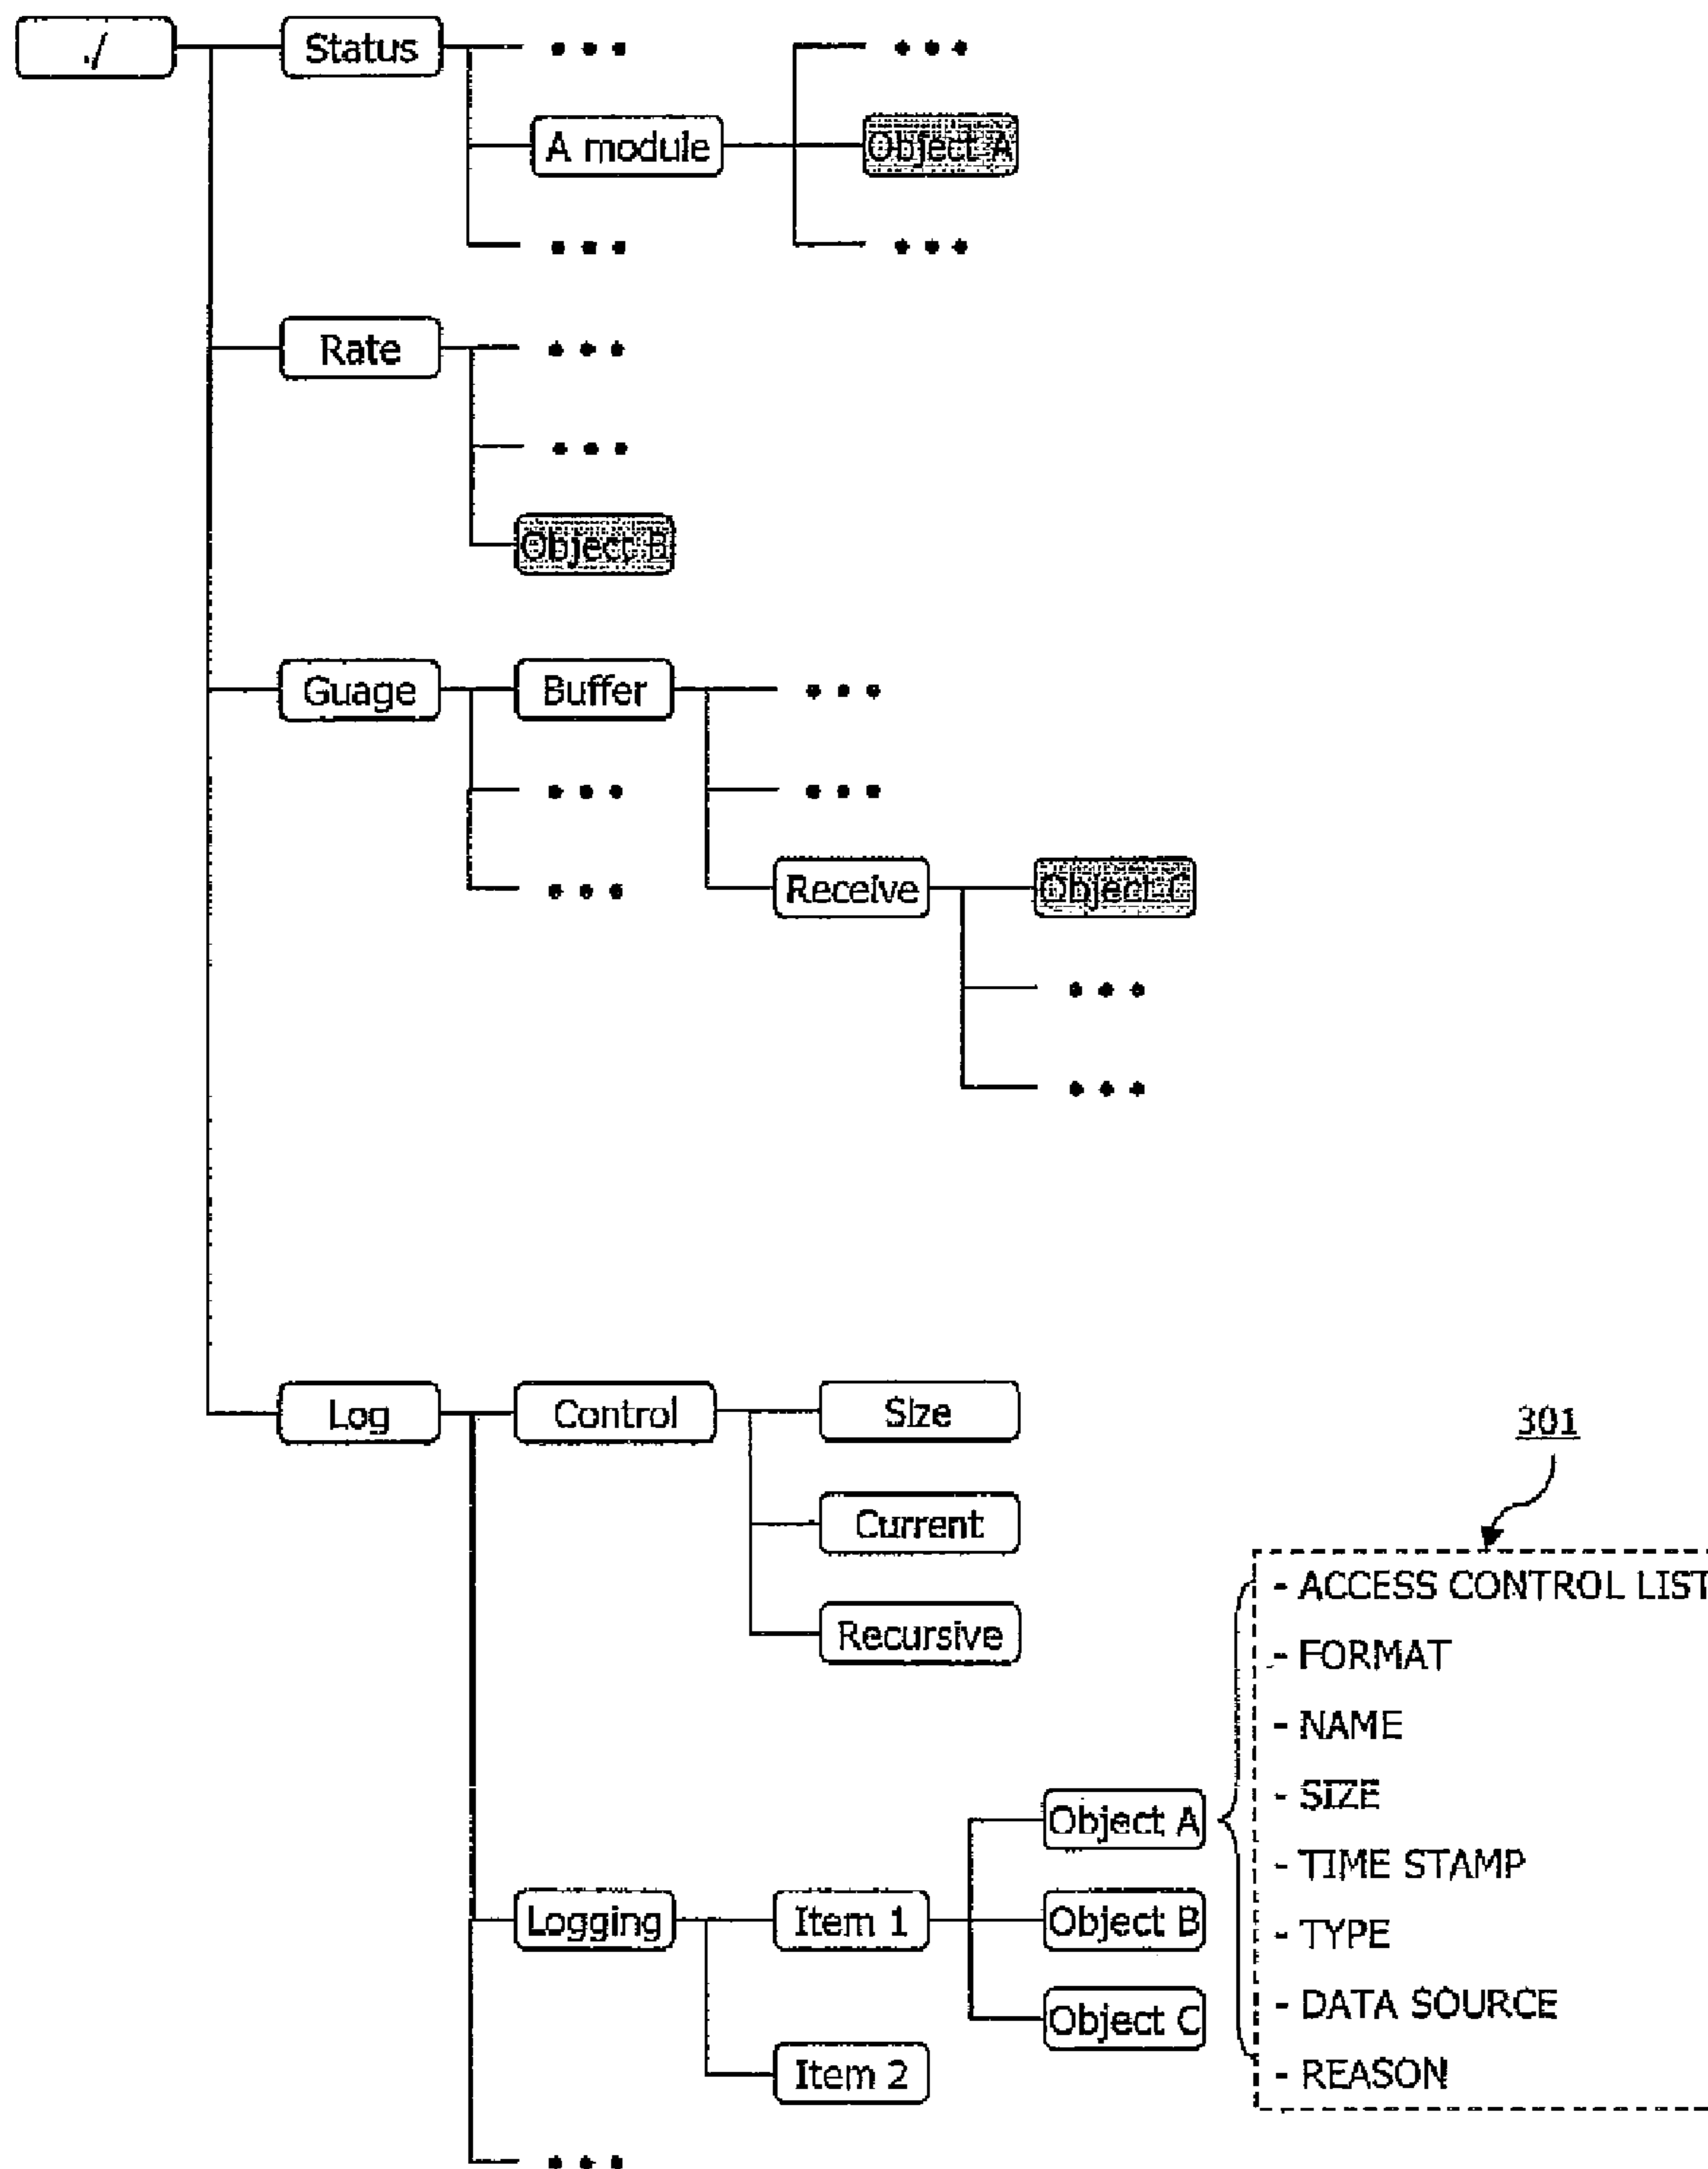 ./
Status
• • •
• • •
A module
Object A
• • •
• • •
Rate
• • •
• • •
Object B
Guage
Buffer
• • •
• • •
• • •
• • •
Receive
Object C
• • •
• • •
Log
Control
Size
Current
Recursive
301
- ACCESS CONTROL LIST
- FORMAT
- NAME
- SIZE
- TIME STAMP
- TYPE
- DATA SOURCE
- REASON
Logging
Item 1
Object A
Object B
Object C
Item 2
• • •